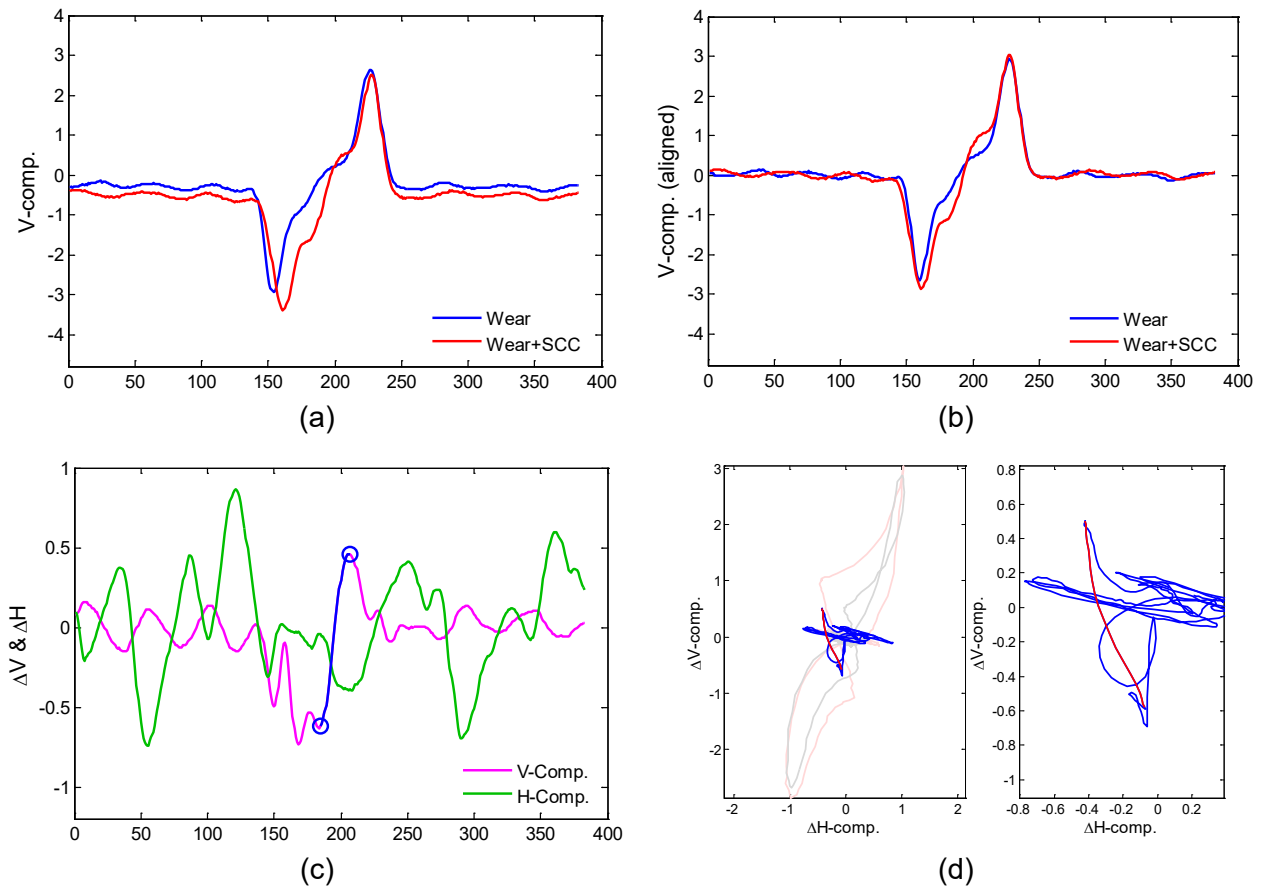 4
3
2
1
0
-1
-2
-3
-4
V-comp.
Wear
Wear+SCC
0 50 100 150 200 250 300 350 400
(a)
4
3
2
1
0
-1
-2
-3
-4
V-comp. (aligned)
Wear
Wear+SCC
0 50 100 150 200 250 300 350 400
(b)
1
0.5
0
-0.5
-1
ΔV & ΔH
V-Comp.
H-Comp.
0 50 100 150 200 250 300 350 400
(c)
3
2
1
0
-1
-2
ΔV-comp.
-2 -1 0 1 2
ΔH-comp.
0.8
0.6
0.4
0.2
0
-0.2
-0.4
-0.6
-0.8
-1
ΔV-comp.
-0.8 -0.6 -0.4 -0.2 0 0.2
ΔH-comp.
(d)